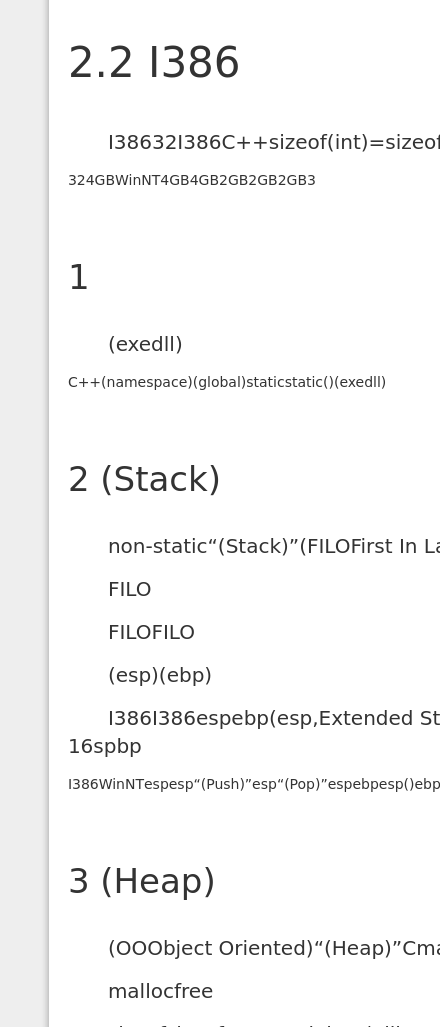 2.2 I386
I38632I386C++sizeof(int)=sizeof
324GBWinNT4GB4GB2GB2GB2GB3
1
(exedll)
C++(namespace)(global)staticstatic()(exedll)
2 (Stack)
non-static“(Stack)”(FILOFirst In La
FILO
FILOFILO
(esp)(ebp)
I386I386espebp(esp,Extended St
16spbp
I386WinNTespesp“(Push)”esp“(Pop)”espebpesp()ebp
3 (Heap)
(OOObject Oriented)“(Heap)”Cma
mallocfree